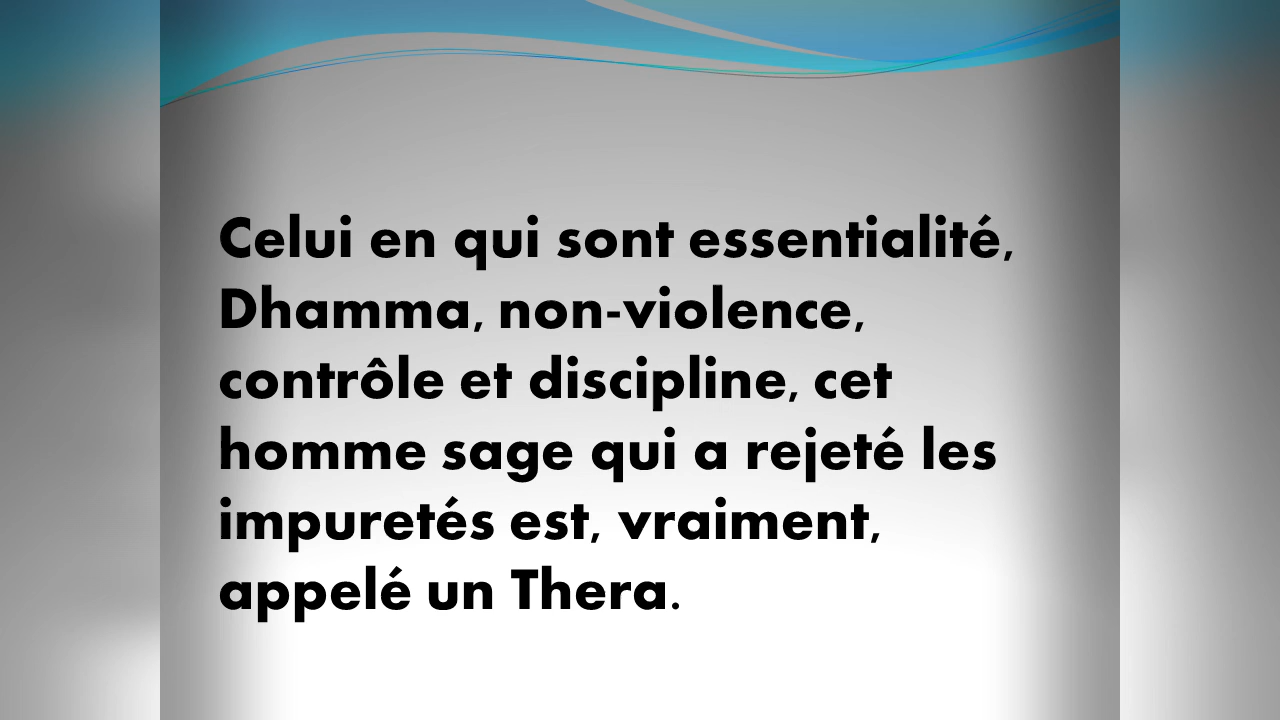 Celui en qui sont essentialité,
Dhamma, non-violence,
contrôle et discipline, cet
homme sage qui a rejeté les
impuretés est, vraiment,
appelé un Thera.